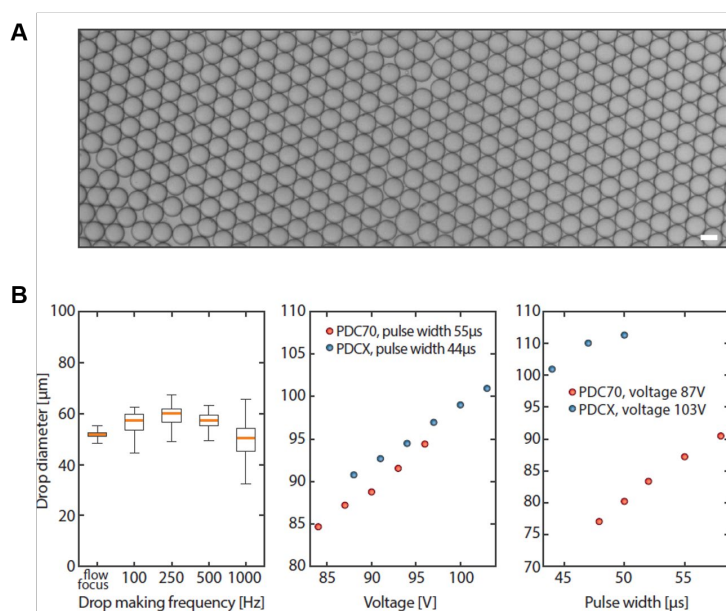 A
B
Drop diameter [µm]
100
80
60
40
20
0
flow
focus
100
250
500
1000
Drop making frequency [Hz]
110
105
100
95
90
85
80
PDC70, pulse width 55µs
PDCX, pulse width 44µs
85
90
95
100
Voltage [V]
110
105
100
95
90
85
80
75
70
PDC70, voltage 87V
PDCX, voltage 103V
45
50
55
Pulse width [µs]